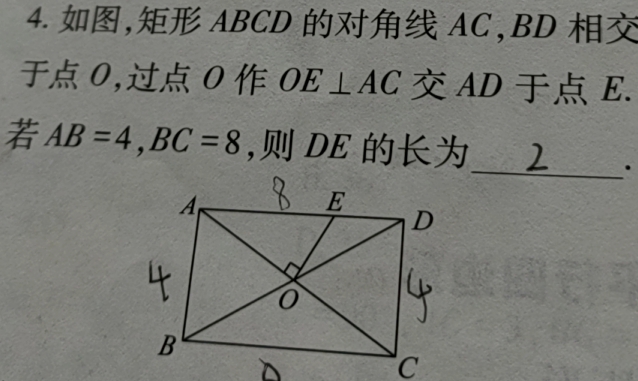 4. 如图,矩形 ABCD 的对角线 AC,BD 相交
于点 O,过点 O 作 OE⊥AC 交 AD 于点 E.
若 AB=4,BC=8,则 DE 的长为 2 .
A 8 E D
4 O 4
B C